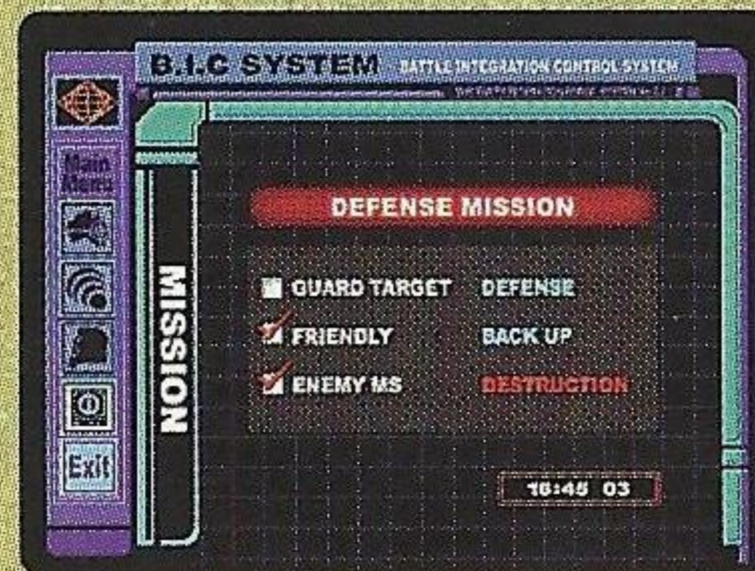 B.I.C SYSTEM BATTLE INTEGRATION CONTROL SYSTEM
Main
Menu
MISSION
DEFENSE MISSION
GUARD TARGET DEFENSE
FRIENDLY BACK UP
ENEMY MS DESTRUCTION
Exit
16:45 03